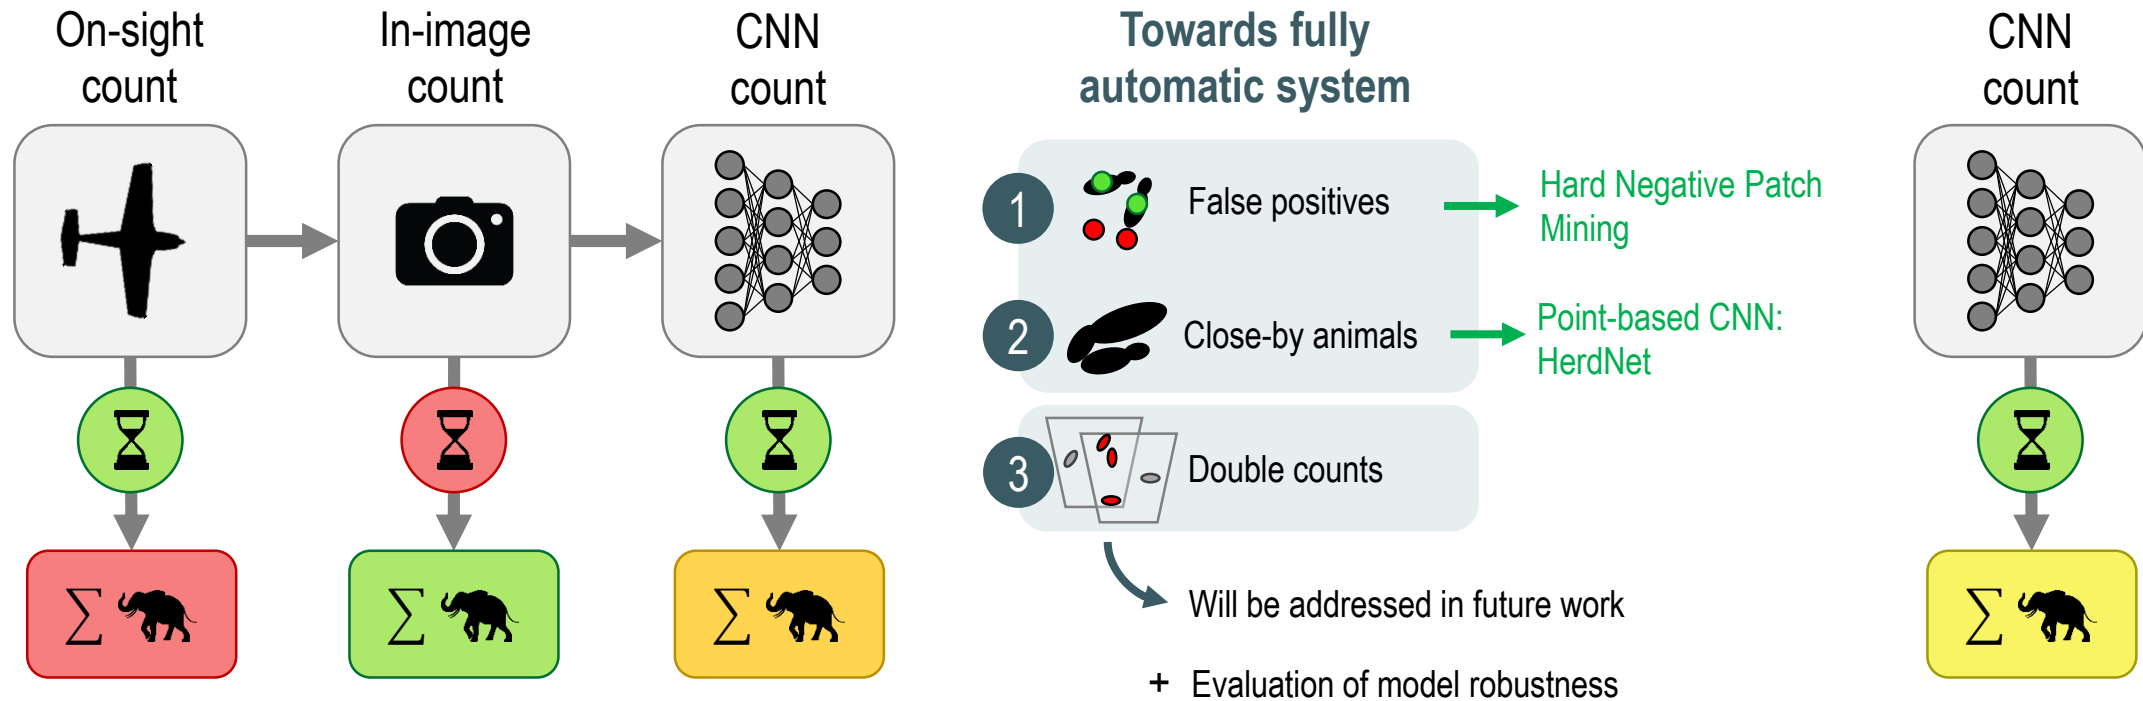 On-sight
count
In-image
count
CNN
count
Towards fully
automatic system
1
False positives
Hard Negative Patch
Mining
2
Close-by animals
Point-based CNN:
HerdNet
3
Double counts
Will be addressed in future work
+ Evaluation of model robustness
CNN
count
∑
∑
∑
∑